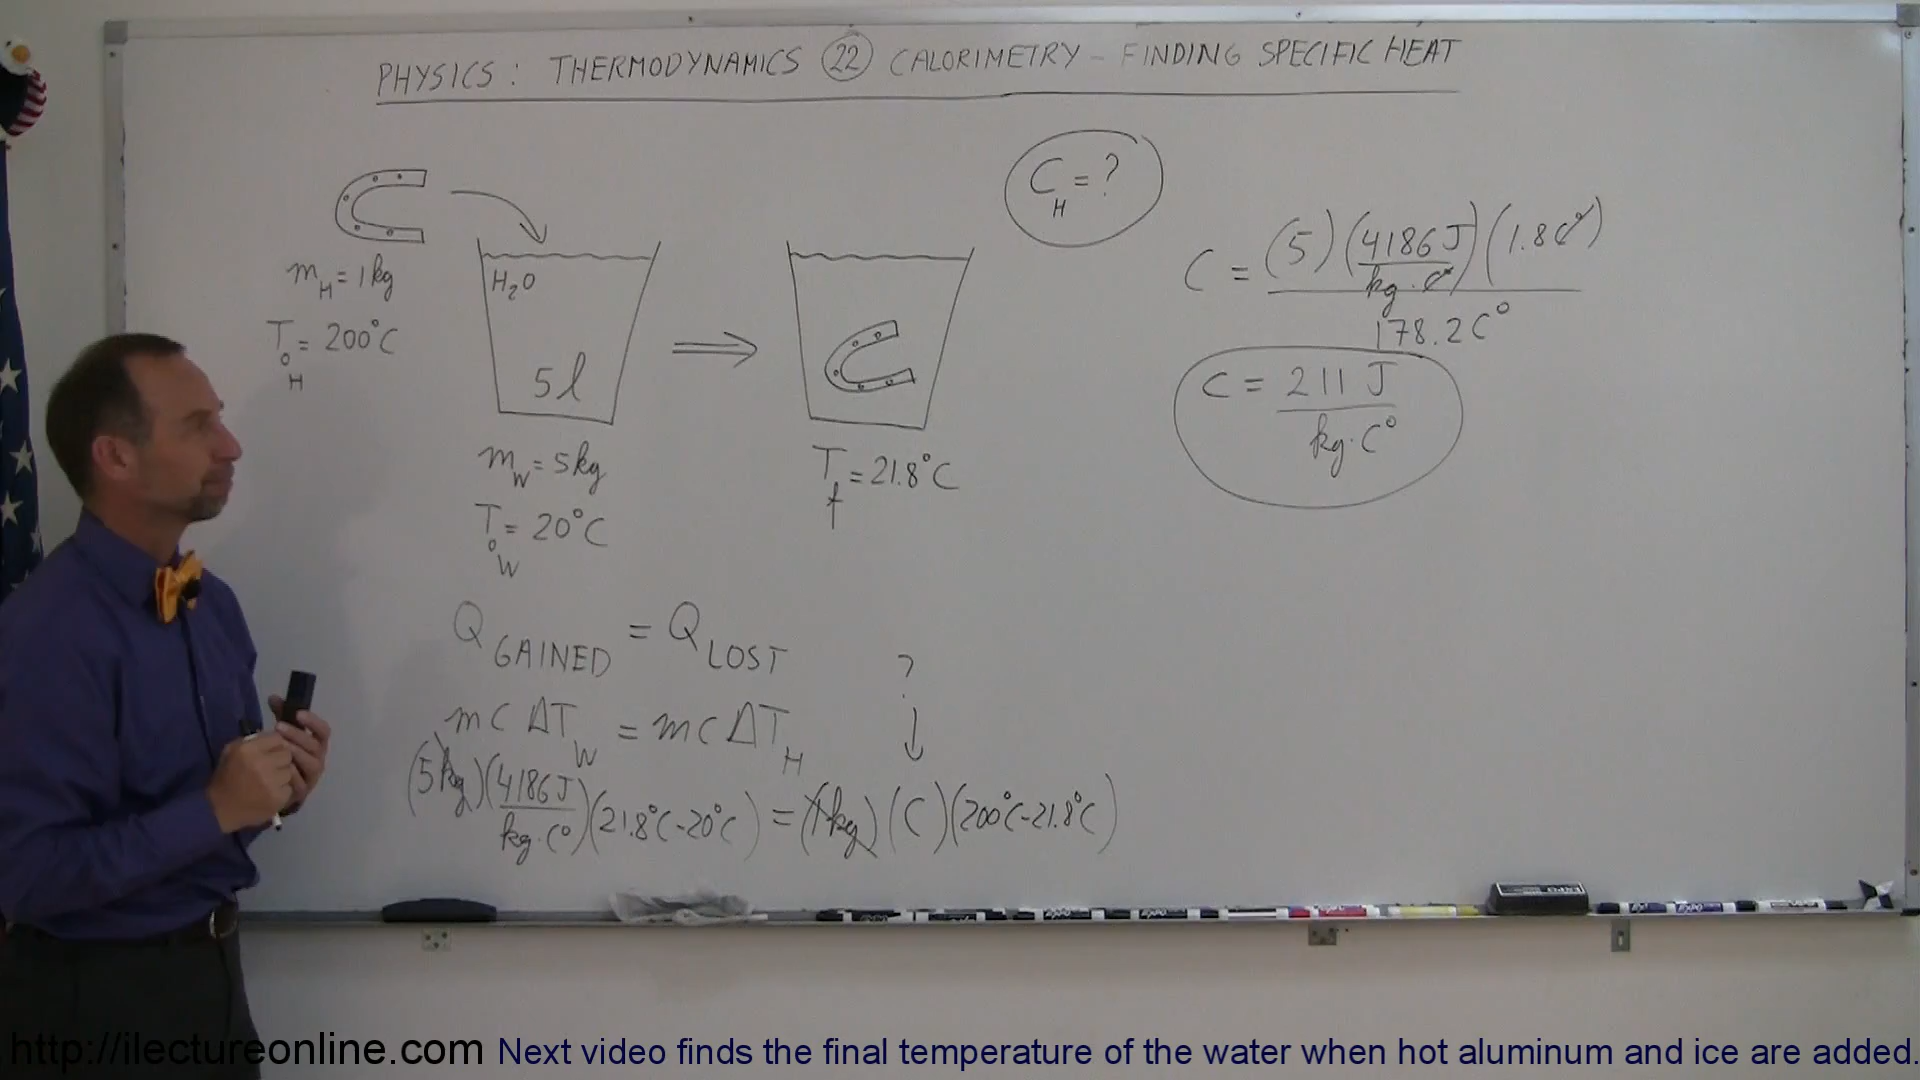 PHYSICS: THERMODYNAMICS 22 CALORIMETRY - FINDING SPECIFIC HEAT
m_H = 1kg
T_oH = 200°C
H₂O
5l
m_W = 5kg
T_oW = 20°C
T_f = 21.8°C
C_H = ?
C = (5)(4186 J / kg·C°)(1.8C°) / 178.2C°
C = 211 J / kg·C°
Q GAINED = Q LOST
?
mcΔT_W = mcΔT_H
(5kg)(4186 J / kg·C°)(21.8°C-20°C) = (1kg)(C)(200°C-21.8°C)
http://ilectureonline.com Next video finds the final temperature of the water when hot aluminum and ice are added.